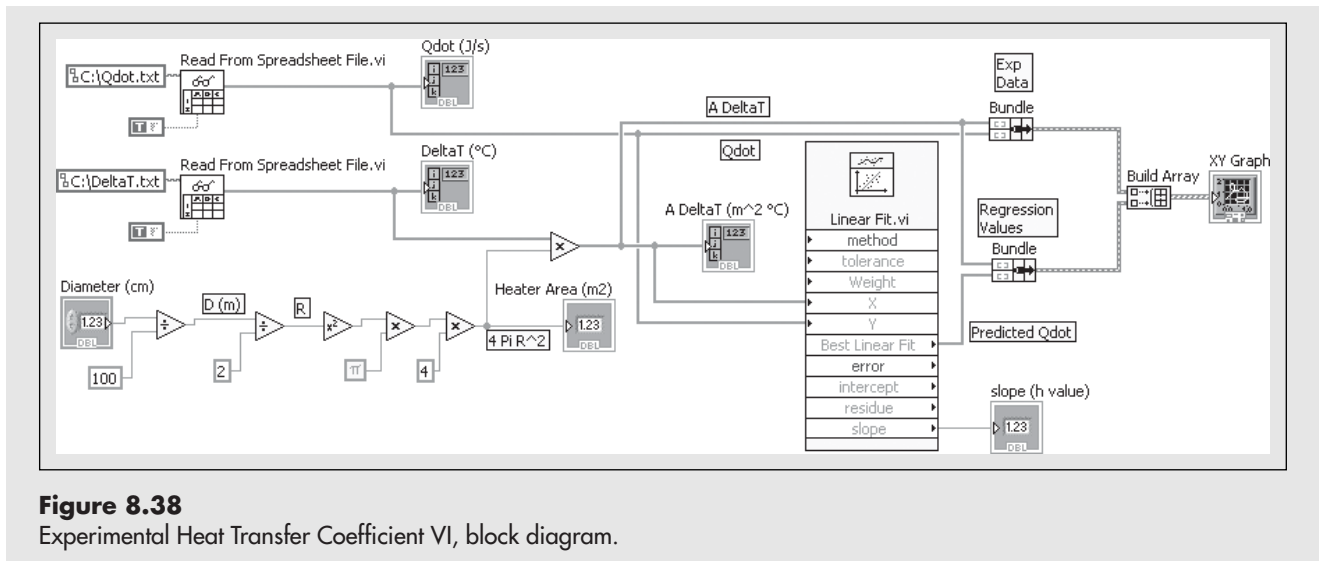 Qdot (J/s)
Read From Spreadsheet File.vi
C:\Qdot.txt
123
DBL
T
Exp
Data
Bundle
A DeltaT
Qdot
DeltaT (°C)
Read From Spreadsheet File.vi
C:\DeltaT.txt
123
DBL
T
XY Graph
Build Array
A DeltaT (m^2 °C)
123
DBL
Linear Fit.vi
method
tolerance
Weight
X
Y
Best Linear Fit
error
intercept
residue
slope
Regression
Values
Bundle
Predicted Qdot
slope (h value)
1.23
DBL
Diameter (cm)
1.23
DBL
D (m)
R
÷
÷
x²
×
×
×
100
2
π
4
4 Pi R^2
Heater Area (m2)
1.23
DBL
Figure 8.38
Experimental Heat Transfer Coefficient VI, block diagram.